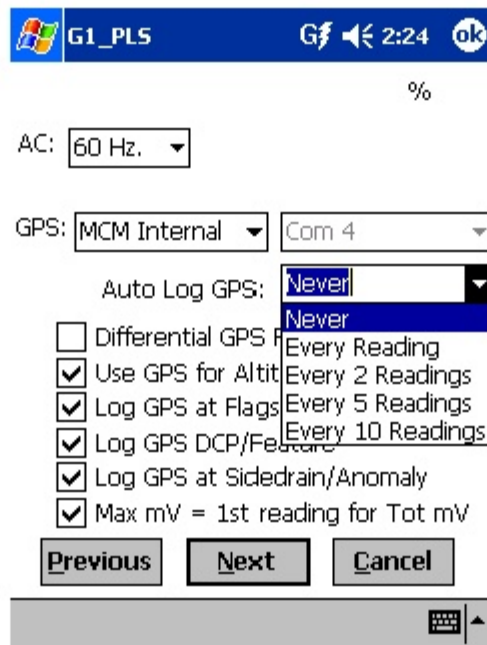 G1_PLS 2:24 ok
%
AC: 60 Hz.
GPS: MCM Internal Com 4
Auto Log GPS: Never
Never
Differential GPS
Every Reading
Use GPS for Altit
Every 2 Readings
Log GPS at Flags
Every 5 Readings
Log GPS DCP/Feature
Every 10 Readings
Log GPS at Sidedrain/Anomaly
Max mV = 1st reading for Tot mV
Previous Next Cancel